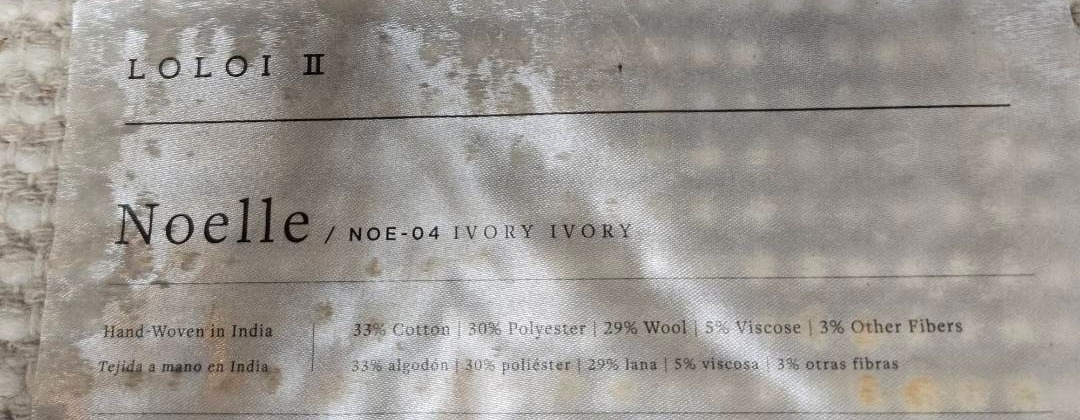 LOLOI II
Noelle / NOE-04 IVORY IVORY
Hand-Woven in India | 33% Cotton | 30% Polyester | 29% Wool | 5% Viscose | 3% Other Fibers
Tejida a mano en India | 33% algodón | 30% poliéster | 29% lana | 5% viscosa | 3% otras fibras